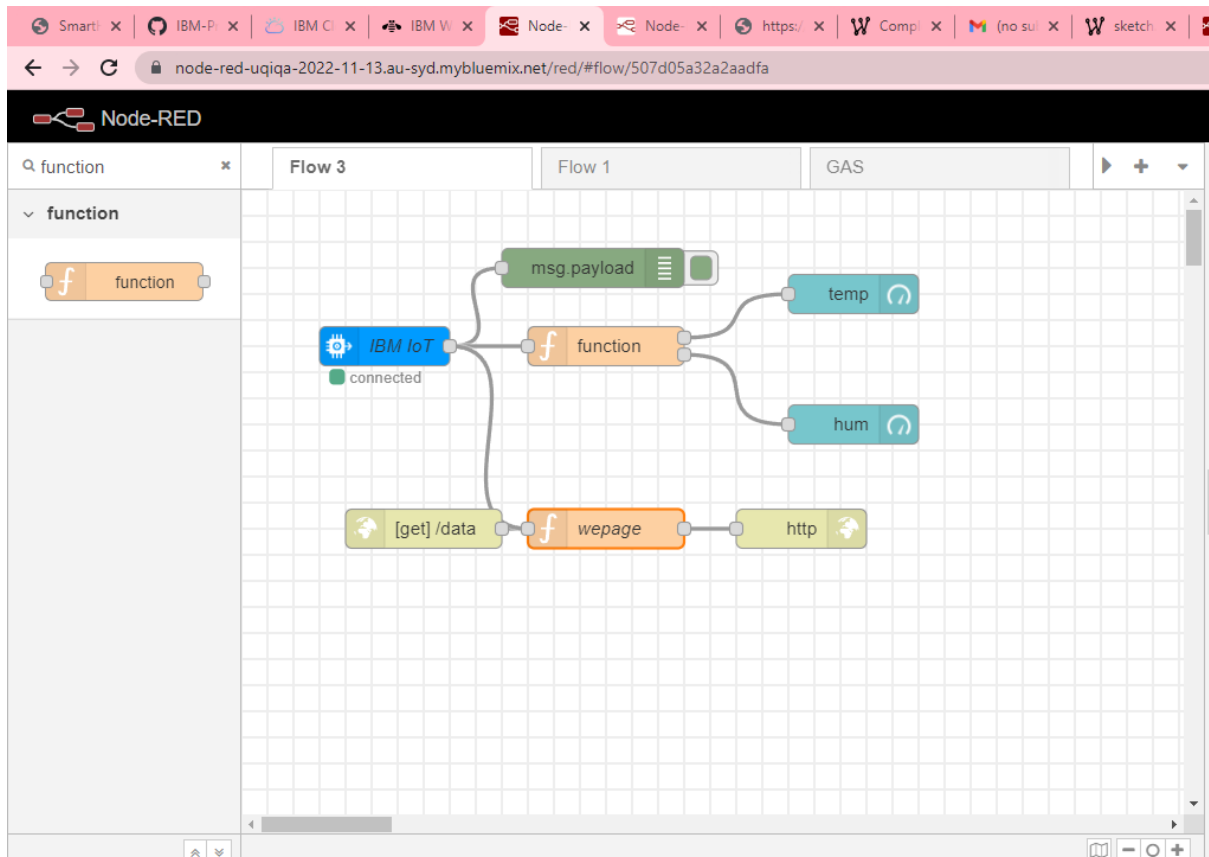 Smart IBM-P IBM Cl IBM W Node- Node- https:/ Compl (no sul sketch
node-red-uqiqa-2022-11-13.au-syd.mybluemix.net/red/#flow/507d05a32a2aadfa
Node-RED
function
Flow 3 Flow 1 GAS
function
function
msg.payload
temp
IBM IoT
function
connected
hum
[get] /data
wepage
http